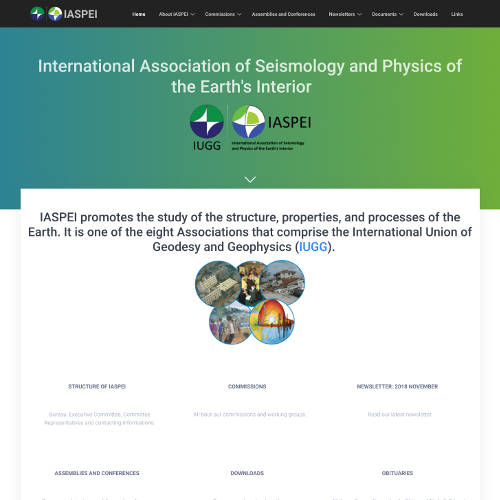 IASPEI
Home About IASPEI Commissions Assemblies and Conferences Newsletters Documents Downloads Links
International Association of Seismology and Physics of
the Earth's Interior
IUGG
IASPEI
International Association of Seismology
and Physics of the Earth's Interior
IASPEI promotes the study of the structure, properties, and processes of the
Earth. It is one of the eight Associations that comprise the International Union of
Geodesy and Geophysics (IUGG).
STRUCTURE OF IASPEI
COMMISSIONS
NEWSLETTER: 2018 NOVEMBER
Bureau, Executive Committee, Committee
Representatives and contacting informations.
All about our commissions and working groups.
Read our latest newsletter
ASSEMBLIES AND CONFERENCES
DOWNLOADS
OBITUARIES